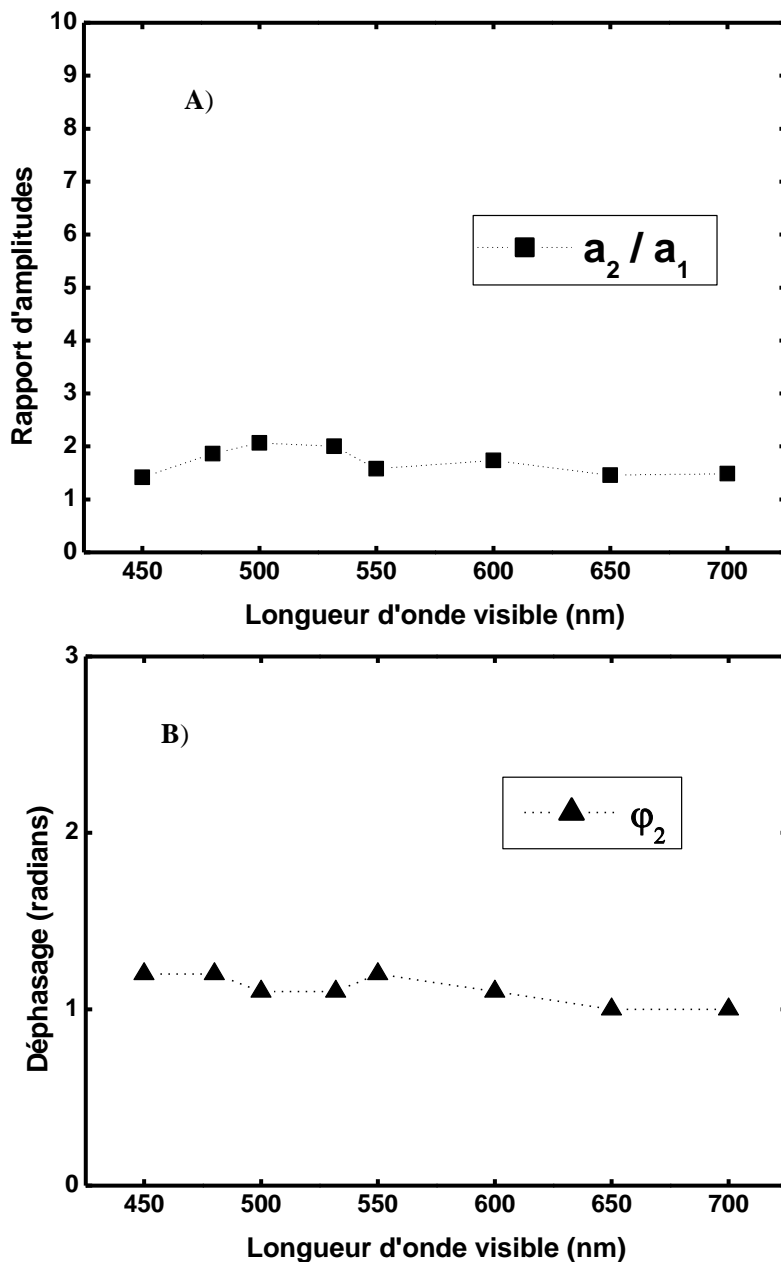 10
9
8
7
6
5
4
3
2
1
0
Rapport d'amplitudes
A)
a₂ / a₁
450 500 550 600 650 700
Longueur d'onde visible (nm)
3
2
1
0
Déphasage (radians)
B)
φ₂
450 500 550 600 650 700
Longueur d'onde visible (nm)